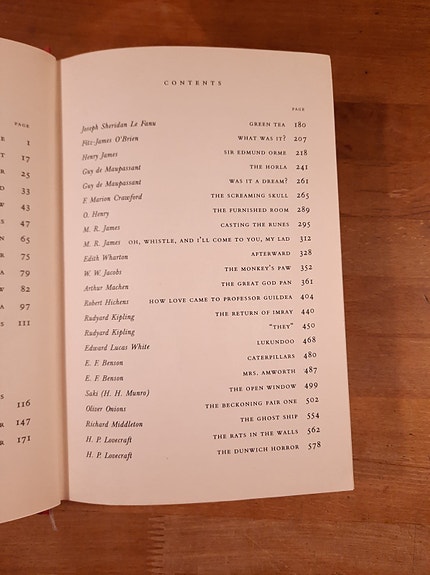 PAGE
E 1
T 17
R 25
D 33
W 43
S 47
N 65
R 75
A 79
W 82
A 97
S 111
S 116
R 147
R 171
CONTENTS
PAGE
Joseph Sheridan Le Fanu GREEN TEA 180
Fitz-James O'Brien WHAT WAS IT? 207
Henry James SIR EDMUND ORME 218
Guy de Maupassant THE HORLA 241
Guy de Maupassant WAS IT A DREAM? 261
F. Marion Crawford THE SCREAMING SKULL 265
O. Henry THE FURNISHED ROOM 289
M. R. James CASTING THE RUNES 295
M. R. James OH, WHISTLE, AND I'LL COME TO YOU, MY LAD 312
Edith Wharton AFTERWARD 328
W. W. Jacobs THE MONKEY'S PAW 352
Arthur Machen THE GREAT GOD PAN 361
Robert Hichens HOW LOVE CAME TO PROFESSOR GUILDEA 404
Rudyard Kipling THE RETURN OF IMRAY 440
Rudyard Kipling "THEY" 450
Edward Lucas White LUKUNDOO 468
E. F. Benson CATERPILLARS 480
E. F. Benson MRS. AMWORTH 487
Saki (H. H. Munro) THE OPEN WINDOW 499
Oliver Onions THE BECKONING FAIR ONE 502
Richard Middleton THE GHOST SHIP 554
H. P. Lovecraft THE RATS IN THE WALLS 562
H. P. Lovecraft THE DUNWICH HORROR 578